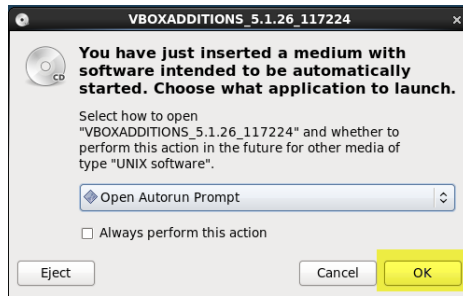 VBOXADDITIONS_5.1.26_117224
You have just inserted a medium with
software intended to be automatically
started. Choose what application to launch.
CD
Select how to open
"VBOXADDITIONS_5.1.26_117224" and whether to
perform this action in the future for other media of
type "UNIX software".
Open Autorun Prompt
Always perform this action
Eject
Cancel
OK